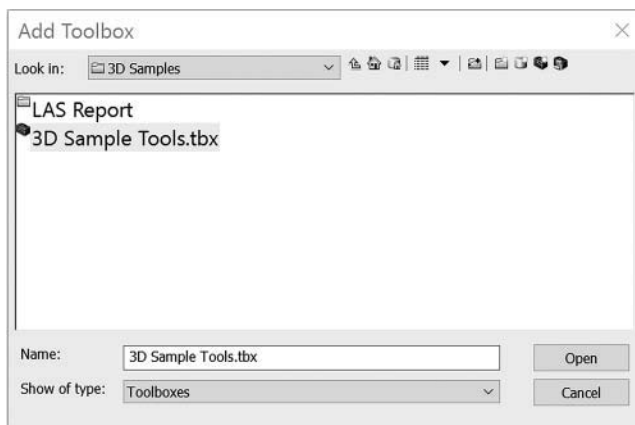 Add Toolbox
Look in: 3D Samples
LAS Report
3D Sample Tools.tbx
Name: 3D Sample Tools.tbx Open
Show of type: Toolboxes Cancel